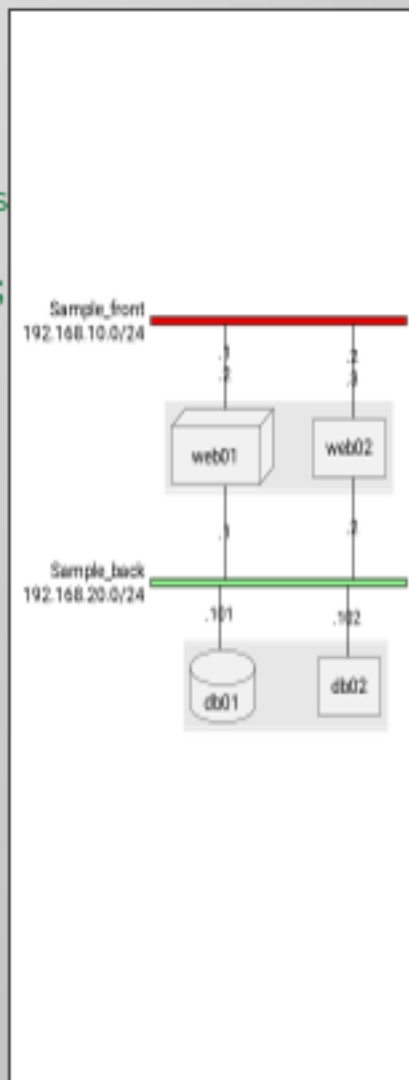 Sample_front
192.168.10.0/24
.1
.2
.2
.3
web01
web02
.1
.2
Sample_back
192.168.20.0/24
.101
.102
db01
db02